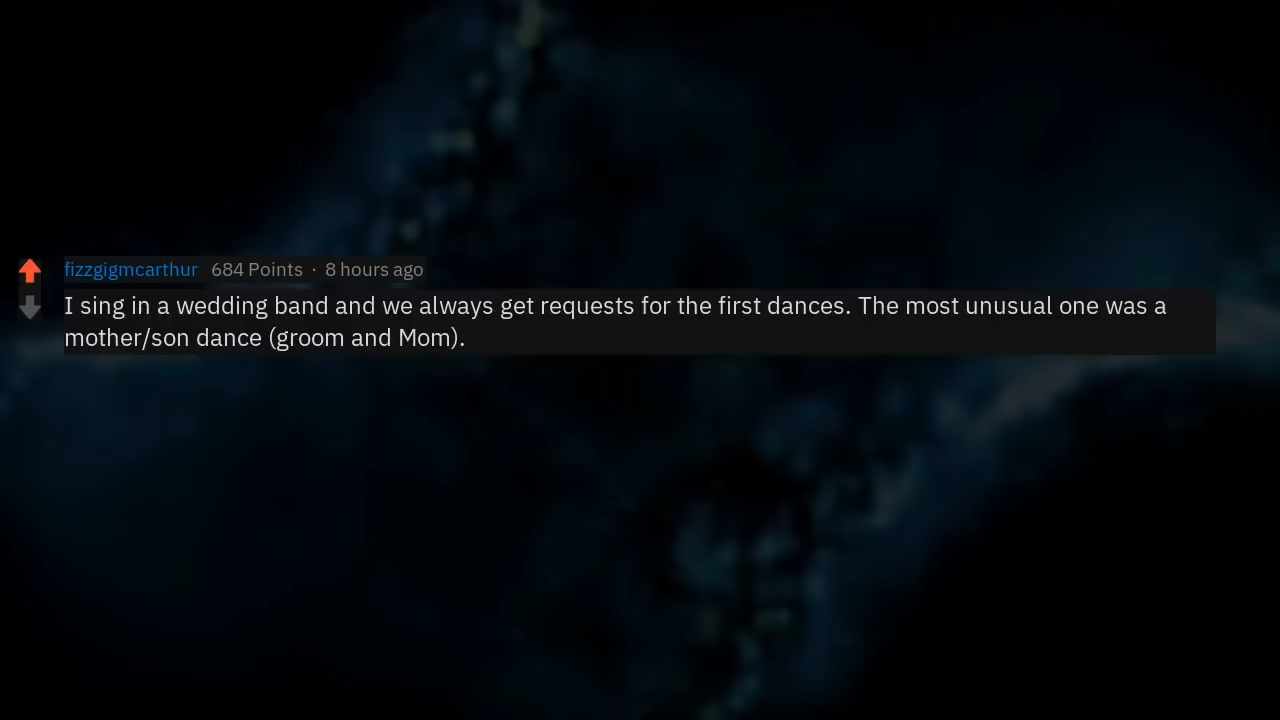 fizzgigmcarthur 684 Points · 8 hours ago
I sing in a wedding band and we always get requests for the first dances. The most unusual one was a
mother/son dance (groom and Mom).